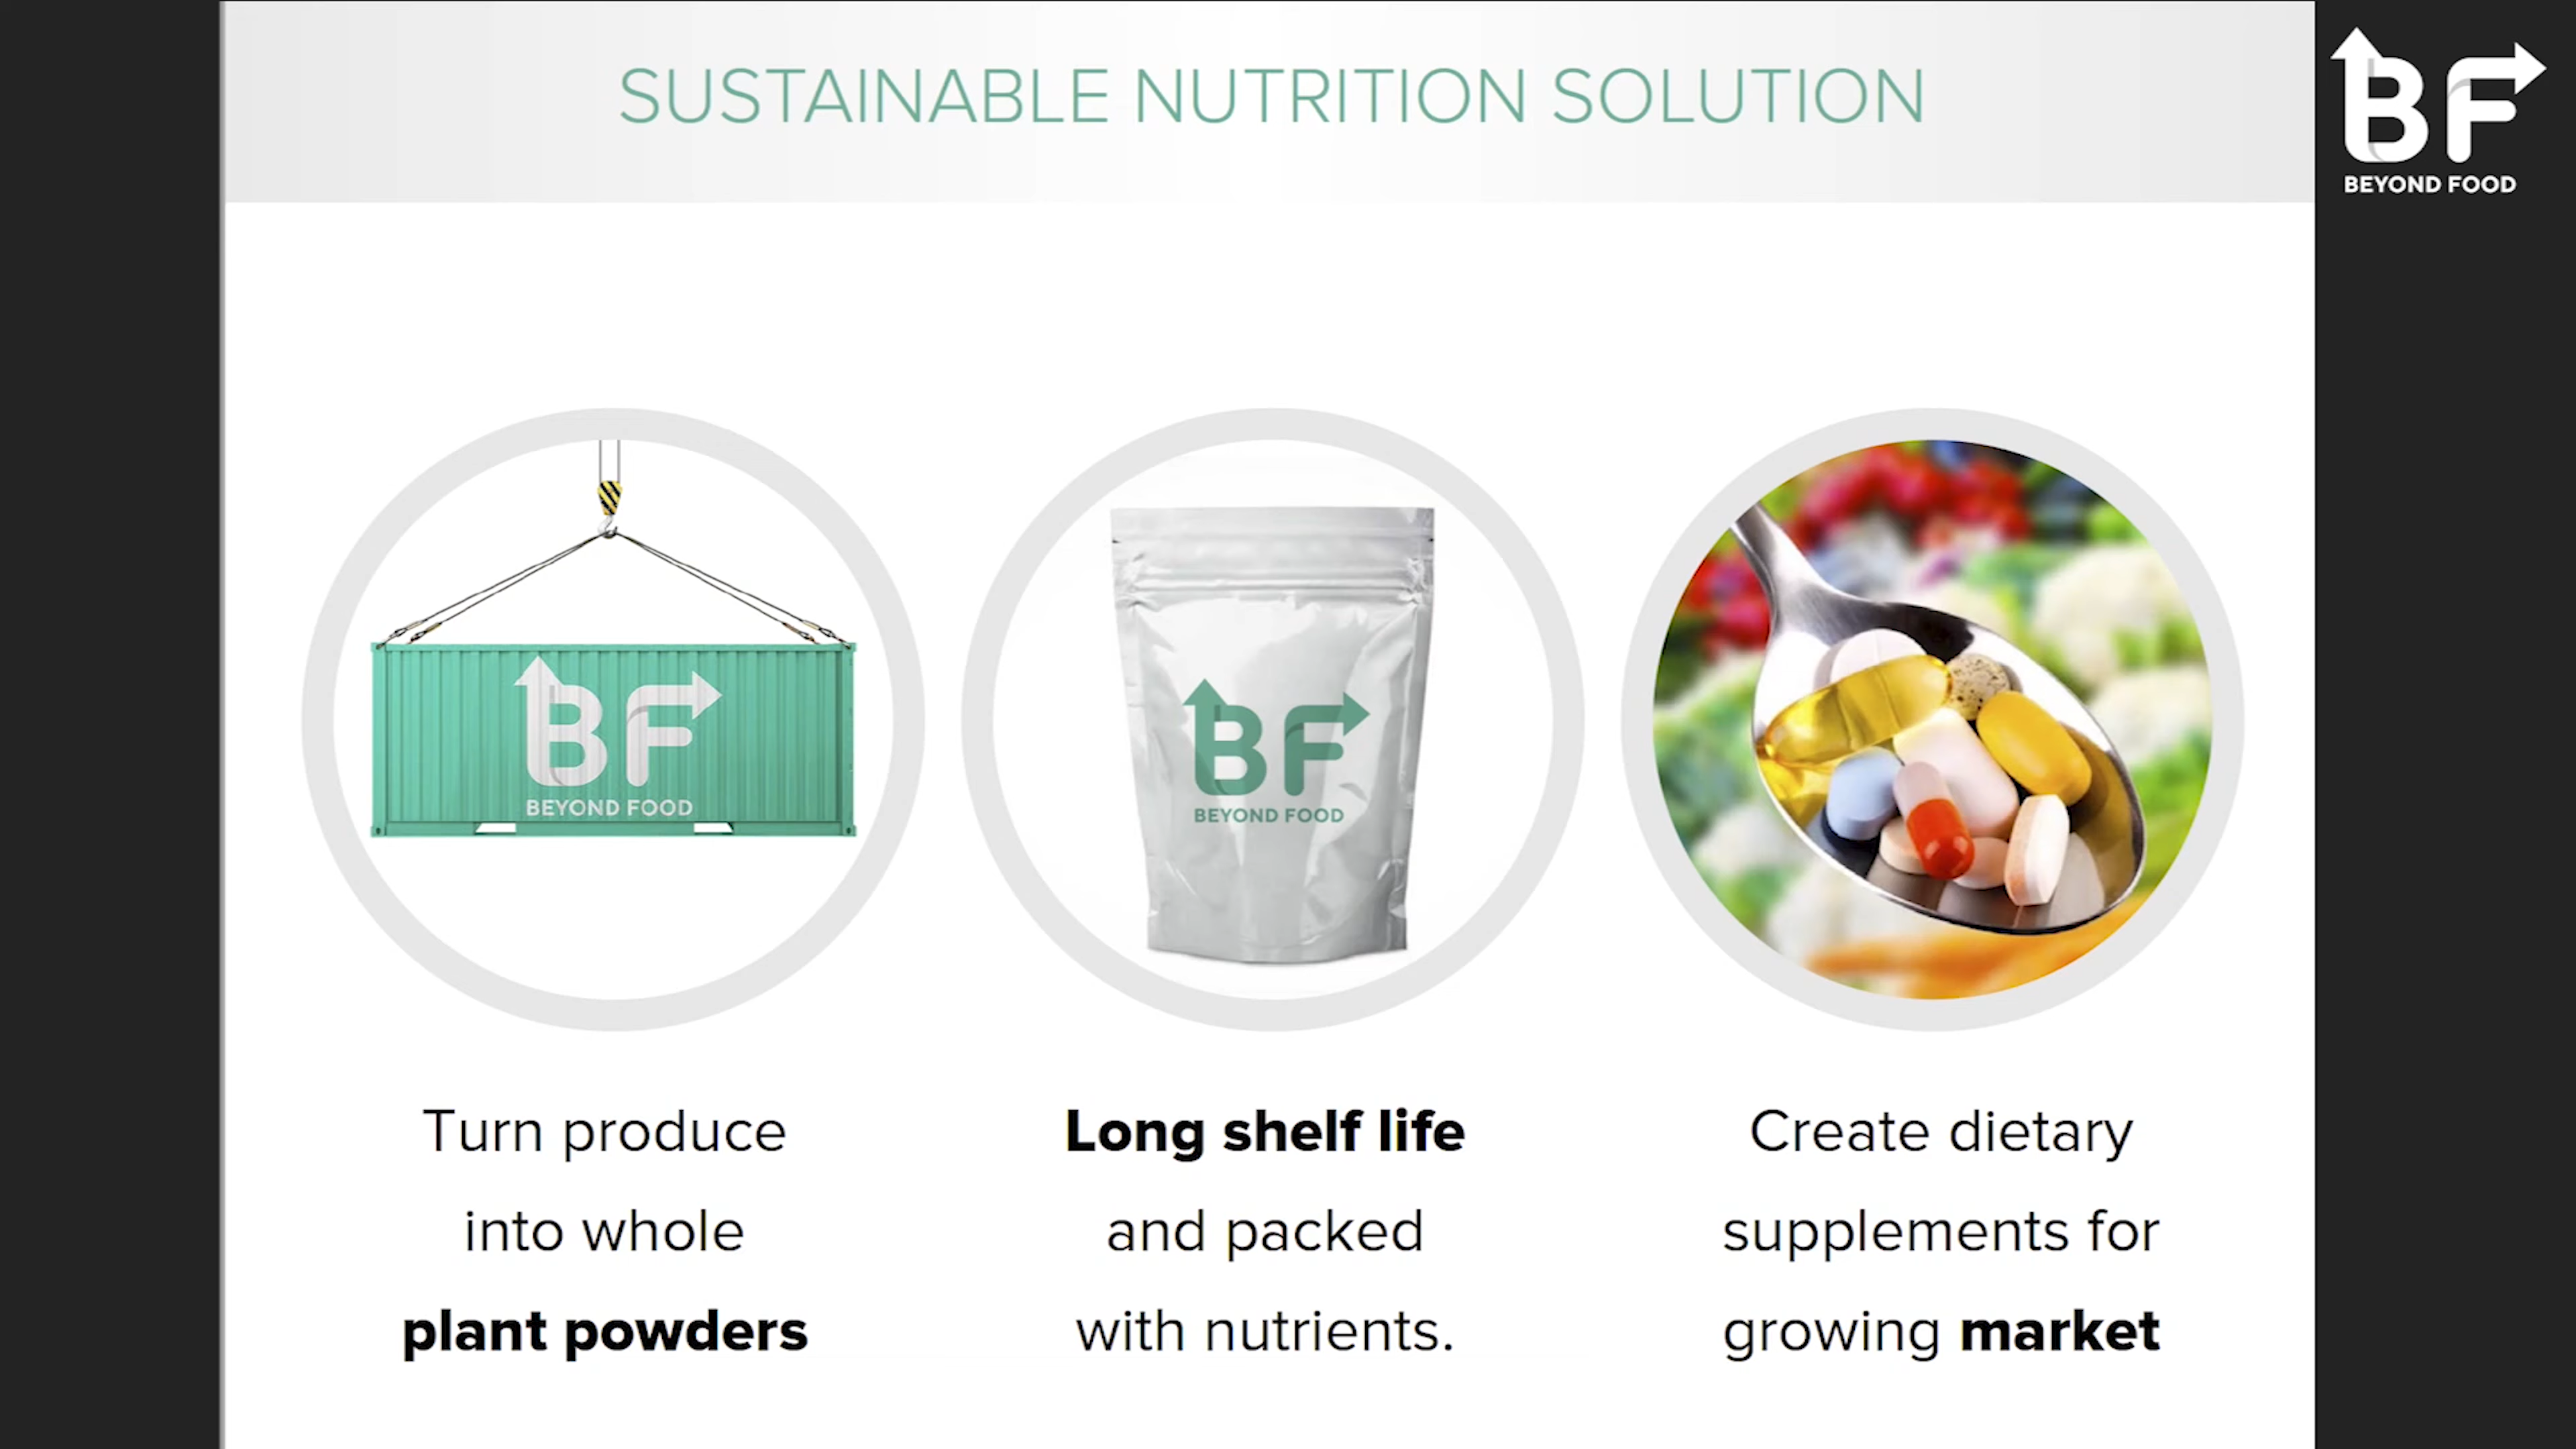 SUSTAINABLE NUTRITION SOLUTION
BF
BEYOND FOOD
BF
BEYOND FOOD
BF
BEYOND FOOD
Turn produce
into whole
plant powders
Long shelf life
and packed
with nutrients.
Create dietary
supplements for
growing market